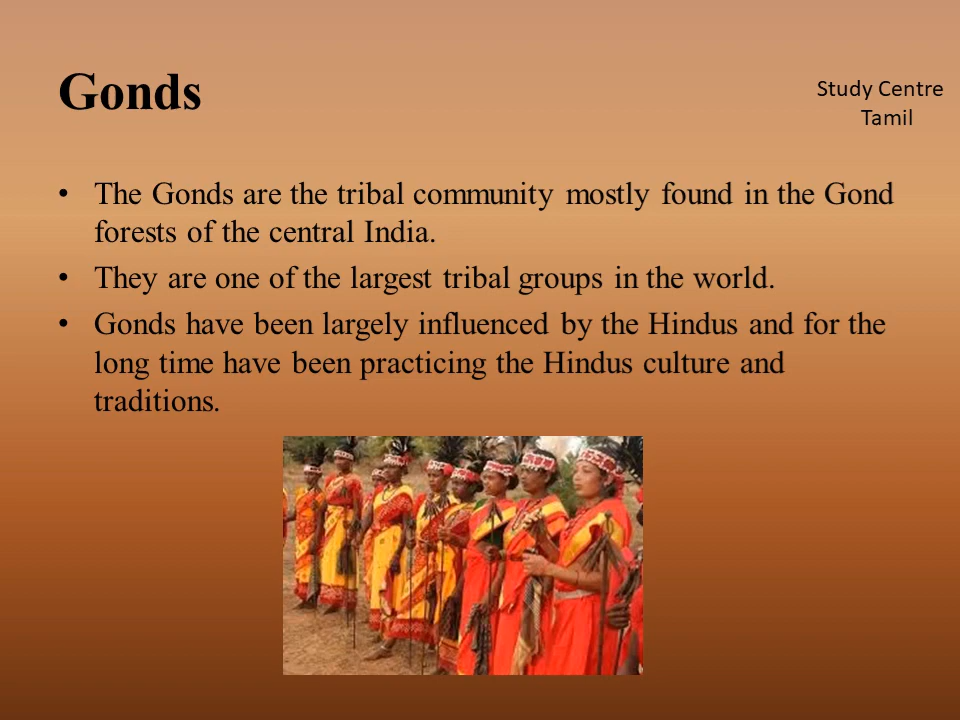 Gonds
Study Centre
Tamil
• The Gonds are the tribal community mostly found in the Gond
forests of the central India.
• They are one of the largest tribal groups in the world.
• Gonds have been largely influenced by the Hindus and for the
long time have been practicing the Hindus culture and
traditions.